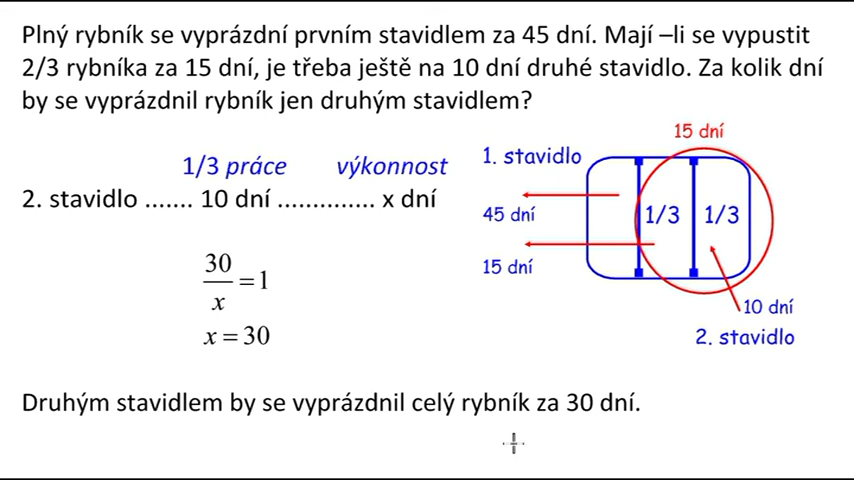 Plný rybník se vyprázdní prvním stavidlem za 45 dní. Mají –li se vypustit
2/3 rybníka za 15 dní, je třeba ještě na 10 dní druhé stavidlo. Za kolik dní
by se vyprázdnil rybník jen druhým stavidlem?
1/3 práce výkonnost
2. stavidlo ....... 10 dní .............. x dní
30/x = 1
x = 30
15 dní
1. stavidlo
45 dní
1/3 1/3
15 dní
10 dní
2. stavidlo
Druhým stavidlem by se vyprázdnil celý rybník za 30 dní.